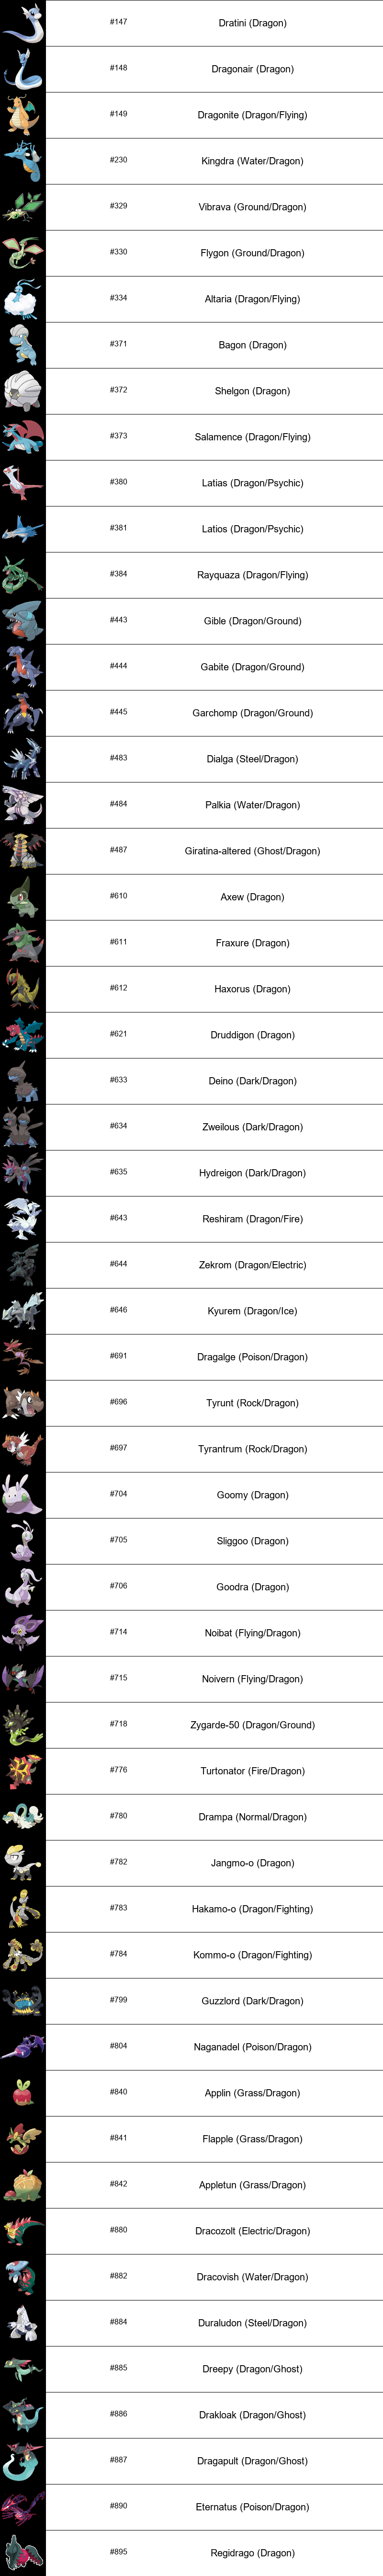 #147 Dratini (Dragon)
#148 Dragonair (Dragon)
#149 Dragonite (Dragon/Flying)
#230 Kingdra (Water/Dragon)
#329 Vibrava (Ground/Dragon)
#330 Flygon (Ground/Dragon)
#334 Altaria (Dragon/Flying)
#371 Bagon (Dragon)
#372 Shelgon (Dragon)
#373 Salamence (Dragon/Flying)
#380 Latias (Dragon/Psychic)
#381 Latios (Dragon/Psychic)
#384 Rayquaza (Dragon/Flying)
#443 Gible (Dragon/Ground)
#444 Gabite (Dragon/Ground)
#445 Garchomp (Dragon/Ground)
#483 Dialga (Steel/Dragon)
#484 Palkia (Water/Dragon)
#487 Giratina-altered (Ghost/Dragon)
#610 Axew (Dragon)
#611 Fraxure (Dragon)
#612 Haxorus (Dragon)
#621 Druddigon (Dragon)
#633 Deino (Dark/Dragon)
#634 Zweilous (Dark/Dragon)
#635 Hydreigon (Dark/Dragon)
#643 Reshiram (Dragon/Fire)
#644 Zekrom (Dragon/Electric)
#646 Kyurem (Dragon/Ice)
#691 Dragalge (Poison/Dragon)
#696 Tyrunt (Rock/Dragon)
#697 Tyrantrum (Rock/Dragon)
#704 Goomy (Dragon)
#705 Sliggoo (Dragon)
#706 Goodra (Dragon)
#714 Noibat (Flying/Dragon)
#715 Noivern (Flying/Dragon)
#718 Zygarde-50 (Dragon/Ground)
#776 Turtonator (Fire/Dragon)
#780 Drampa (Normal/Dragon)
#782 Jangmo-o (Dragon)
#783 Hakamo-o (Dragon/Fighting)
#784 Kommo-o (Dragon/Fighting)
#799 Guzzlord (Dark/Dragon)
#804 Naganadel (Poison/Dragon)
#840 Applin (Grass/Dragon)
#841 Flapple (Grass/Dragon)
#842 Appletun (Grass/Dragon)
#880 Dracozolt (Electric/Dragon)
#882 Dracovish (Water/Dragon)
#884 Duraludon (Steel/Dragon)
#885 Dreepy (Dragon/Ghost)
#886 Drakloak (Dragon/Ghost)
#887 Dragapult (Dragon/Ghost)
#890 Eternatus (Poison/Dragon)
#895 Regidrago (Dragon)